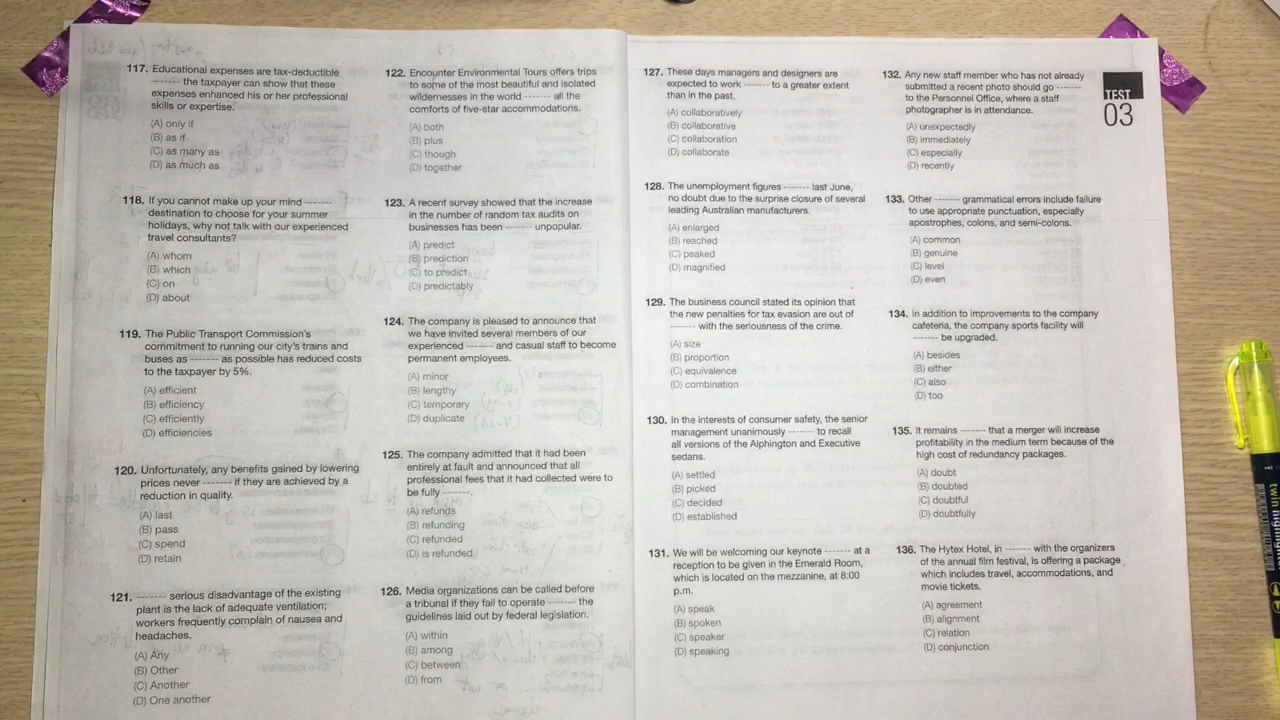 117. Educational expenses are tax-deductible
------- the taxpayer can show that these
expenses enhanced his or her professional
skills or expertise.
(A) only if
(B) as if
(C) as many as
(D) as much as
118. If you cannot make up your mind -------
destination to choose for your summer
holidays, why not talk with our experienced
travel consultants?
(A) whom
(B) which
(C) on
(D) about
119. The Public Transport Commission's
commitment to running our city's trains and
buses as ------- as possible has reduced costs
to the taxpayer by 5%.
(A) efficient
(B) efficiency
(C) efficiently
(D) efficiencies
120. Unfortunately, any benefits gained by lowering
prices never ------- if they are achieved by a
reduction in quality.
(A) last
(B) pass
(C) spend
(D) retain
121. ------- serious disadvantage of the existing
plant is the lack of adequate ventilation;
workers frequently complain of nausea and
headaches.
(A) Any
(B) Other
(C) Another
(D) One another
122. Encounter Environmental Tours offers trips
to some of the most beautiful and isolated
wildernesses in the world ------- all the
comforts of five-star accommodations.
(A) both
(B) plus
(C) though
(D) together
123. A recent survey showed that the increase
in the number of random tax audits on
businesses has been ------- unpopular.
(A) predict
(B) prediction
(C) to predict
(D) predictably
124. The company is pleased to announce that
we have invited several members of our
experienced ------- and casual staff to become
permanent employees.
(A) minor
(B) lengthy
(C) temporary
(D) duplicate
125. The company admitted that it had been
entirely at fault and announced that all
professional fees that it had collected were to
be fully -------.
(A) refunds
(B) refunding
(C) refunded
(D) is refunded
126. Media organizations can be called before
a tribunal if they fail to operate ------- the
guidelines laid out by federal legislation.
(A) within
(B) among
(C) between
(D) from
127. These days managers and designers are
expected to work ------- to a greater extent
than in the past.
(A) collaboratively
(B) collaborative
(C) collaboration
(D) collaborate
128. The unemployment figures ------- last June,
no doubt due to the surprise closure of several
leading Australian manufacturers.
(A) enlarged
(B) reached
(C) peaked
(D) magnified
129. The business council stated its opinion that
the new penalties for tax evasion are out of
------- with the seriousness of the crime.
(A) size
(B) proportion
(C) equivalence
(D) combination
130. In the interests of consumer safety, the senior
management unanimously ------- to recall
all versions of the Alphington and Executive
sedans.
(A) settled
(B) picked
(C) decided
(D) established
131. We will be welcoming our keynote ------- at a
reception to be given in the Emerald Room,
which is located on the mezzanine, at 8:00
p.m.
(A) speak
(B) spoken
(C) speaker
(D) speaking
132. Any new staff member who has not already
submitted a recent photo should go -------
to the Personnel Office, where a staff
photographer is in attendance.
(A) unexpectedly
(B) immediately
(C) especially
(D) recently
133. Other ------- grammatical errors include failure
to use appropriate punctuation, especially
apostrophes, colons, and semi-colons.
(A) common
(B) genuine
(C) level
(D) even
134. In addition to improvements to the company
cafeteria, the company sports facility will
------- be upgraded.
(A) besides
(B) either
(C) also
(D) too
135. It remains ------- that a merger will increase
profitability in the medium term because of the
high cost of redundancy packages.
(A) doubt
(B) doubted
(C) doubtful
(D) doubtfully
136. The Hytex Hotel, in ------- with the organizers
of the annual film festival, is offering a package
which includes travel, accommodations, and
movie tickets.
(A) agreement
(B) alignment
(C) relation
(D) conjunction
TEST
03
twin